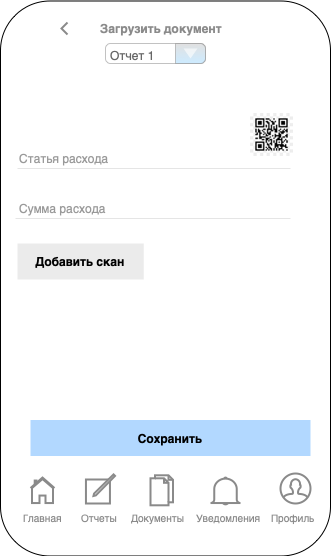 Загрузить документ
Отчет 1
Статья расхода
Сумма расхода
Добавить скан
Сохранить
Главная Отчеты Документы Уведомления Профиль